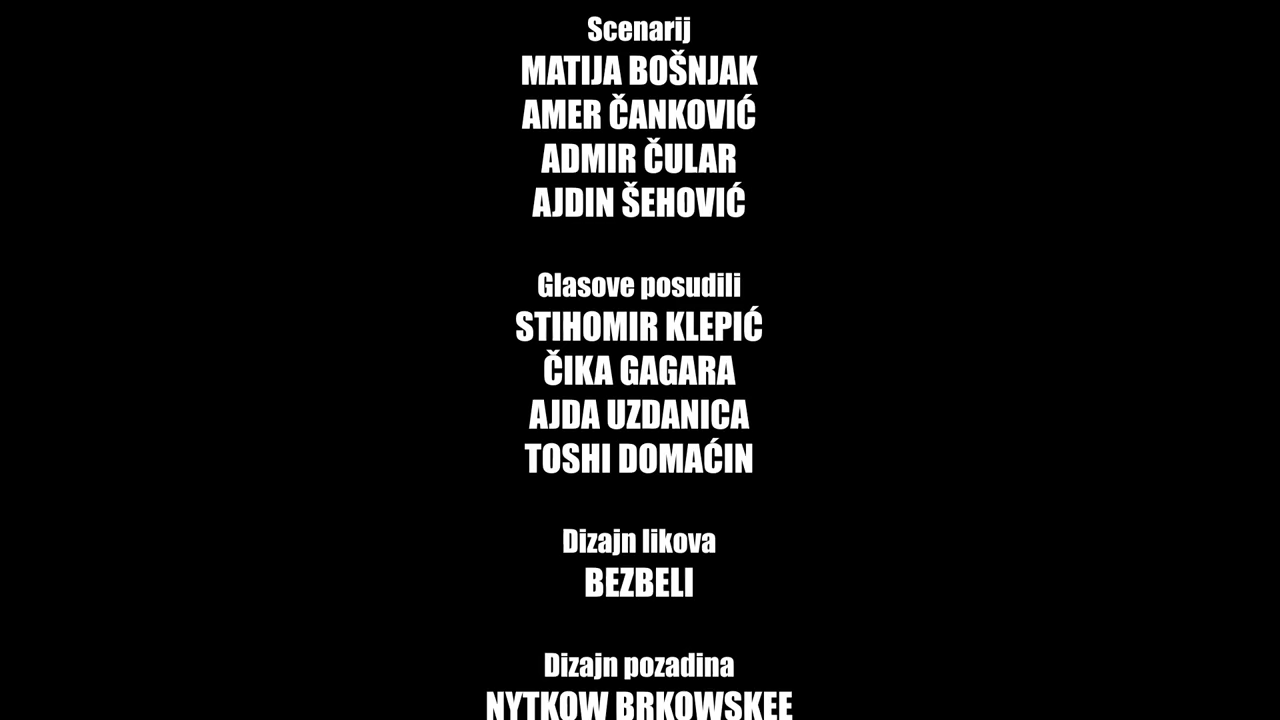 Scenarij
MATIJA BOŠNJAK
AMER ČANKOVIĆ
ADMIR ČULAR
AJDIN ŠEHOVIĆ
Glasove posudili
STIHOMIR KLEPIĆ
ČIKA GAGARA
AJDA UZDANICA
TOSHI DOMAĆIN
Dizajn likova
BEZBELI
Dizajn pozadina
NYTKOW BRKOWSKEE